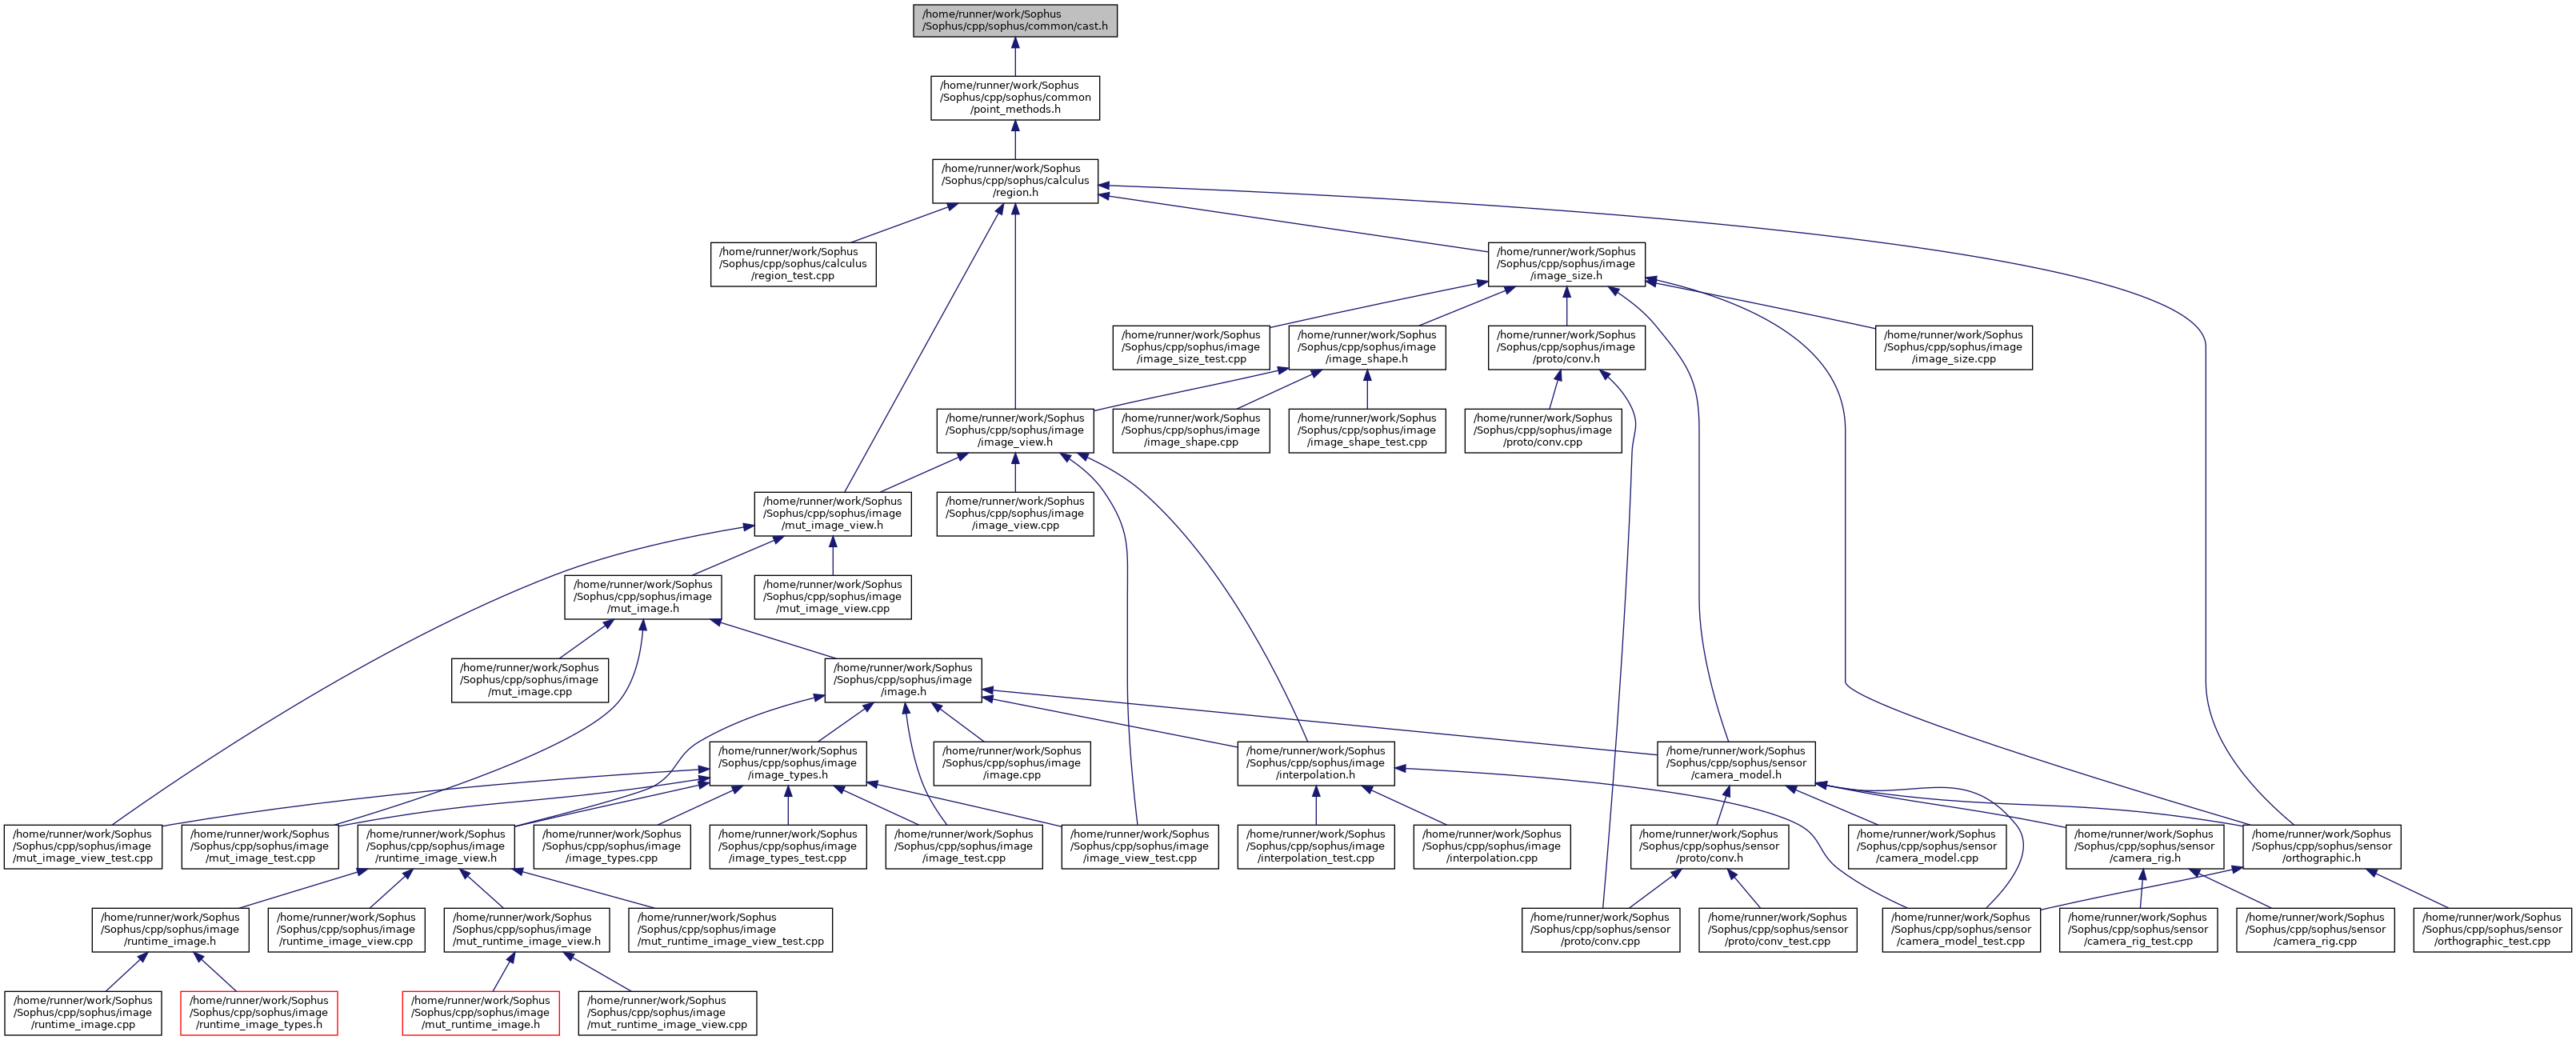 /home/runner/work/Sophus
/Sophus/cpp/sophus/common/cast.h
/home/runner/work/Sophus
/Sophus/cpp/sophus/common
/point_methods.h
/home/runner/work/Sophus
/Sophus/cpp/sophus/calculus
/region.h
/home/runner/work/Sophus
/Sophus/cpp/sophus/calculus
/region_test.cpp
/home/runner/work/Sophus
/Sophus/cpp/sophus/image
/image_size.h
/home/runner/work/Sophus
/Sophus/cpp/sophus/image
/image_size_test.cpp
/home/runner/work/Sophus
/Sophus/cpp/sophus/image
/image_shape.h
/home/runner/work/Sophus
/Sophus/cpp/sophus/image
/proto/conv.h
/home/runner/work/Sophus
/Sophus/cpp/sophus/image
/image_size.cpp
/home/runner/work/Sophus
/Sophus/cpp/sophus/image
/image_view.h
/home/runner/work/Sophus
/Sophus/cpp/sophus/image
/image_shape.cpp
/home/runner/work/Sophus
/Sophus/cpp/sophus/image
/image_shape_test.cpp
/home/runner/work/Sophus
/Sophus/cpp/sophus/image
/proto/conv.cpp
/home/runner/work/Sophus
/Sophus/cpp/sophus/image
/mut_image_view.h
/home/runner/work/Sophus
/Sophus/cpp/sophus/image
/image_view.cpp
/home/runner/work/Sophus
/Sophus/cpp/sophus/image
/mut_image.h
/home/runner/work/Sophus
/Sophus/cpp/sophus/image
/mut_image_view.cpp
/home/runner/work/Sophus
/Sophus/cpp/sophus/image
/mut_image.cpp
/home/runner/work/Sophus
/Sophus/cpp/sophus/image
/image.h
/home/runner/work/Sophus
/Sophus/cpp/sophus/image
/image_types.h
/home/runner/work/Sophus
/Sophus/cpp/sophus/image
/image.cpp
/home/runner/work/Sophus
/Sophus/cpp/sophus/image
/interpolation.h
/home/runner/work/Sophus
/Sophus/cpp/sophus/sensor
/camera_model.h
/home/runner/work/Sophus
/Sophus/cpp/sophus/image
/mut_image_view_test.cpp
/home/runner/work/Sophus
/Sophus/cpp/sophus/image
/mut_image_test.cpp
/home/runner/work/Sophus
/Sophus/cpp/sophus/image
/runtime_image_view.h
/home/runner/work/Sophus
/Sophus/cpp/sophus/image
/image_types.cpp
/home/runner/work/Sophus
/Sophus/cpp/sophus/image
/image_types_test.cpp
/home/runner/work/Sophus
/Sophus/cpp/sophus/image
/image_test.cpp
/home/runner/work/Sophus
/Sophus/cpp/sophus/image
/image_view_test.cpp
/home/runner/work/Sophus
/Sophus/cpp/sophus/image
/interpolation_test.cpp
/home/runner/work/Sophus
/Sophus/cpp/sophus/image
/interpolation.cpp
/home/runner/work/Sophus
/Sophus/cpp/sophus/sensor
/proto/conv.h
/home/runner/work/Sophus
/Sophus/cpp/sophus/sensor
/camera_model.cpp
/home/runner/work/Sophus
/Sophus/cpp/sophus/sensor
/camera_rig.h
/home/runner/work/Sophus
/Sophus/cpp/sophus/sensor
/orthographic.h
/home/runner/work/Sophus
/Sophus/cpp/sophus/image
/runtime_image.h
/home/runner/work/Sophus
/Sophus/cpp/sophus/image
/runtime_image_view.cpp
/home/runner/work/Sophus
/Sophus/cpp/sophus/image
/mut_runtime_image_view.h
/home/runner/work/Sophus
/Sophus/cpp/sophus/image
/mut_runtime_image_view_test.cpp
/home/runner/work/Sophus
/Sophus/cpp/sophus/sensor
/proto/conv.cpp
/home/runner/work/Sophus
/Sophus/cpp/sophus/sensor
/proto/conv_test.cpp
/home/runner/work/Sophus
/Sophus/cpp/sophus/sensor
/camera_model_test.cpp
/home/runner/work/Sophus
/Sophus/cpp/sophus/sensor
/camera_rig_test.cpp
/home/runner/work/Sophus
/Sophus/cpp/sophus/sensor
/camera_rig.cpp
/home/runner/work/Sophus
/Sophus/cpp/sophus/sensor
/orthographic_test.cpp
/home/runner/work/Sophus
/Sophus/cpp/sophus/image
/runtime_image.cpp
/home/runner/work/Sophus
/Sophus/cpp/sophus/image
/runtime_image_types.h
/home/runner/work/Sophus
/Sophus/cpp/sophus/image
/mut_runtime_image.h
/home/runner/work/Sophus
/Sophus/cpp/sophus/image
/mut_runtime_image_view.cpp